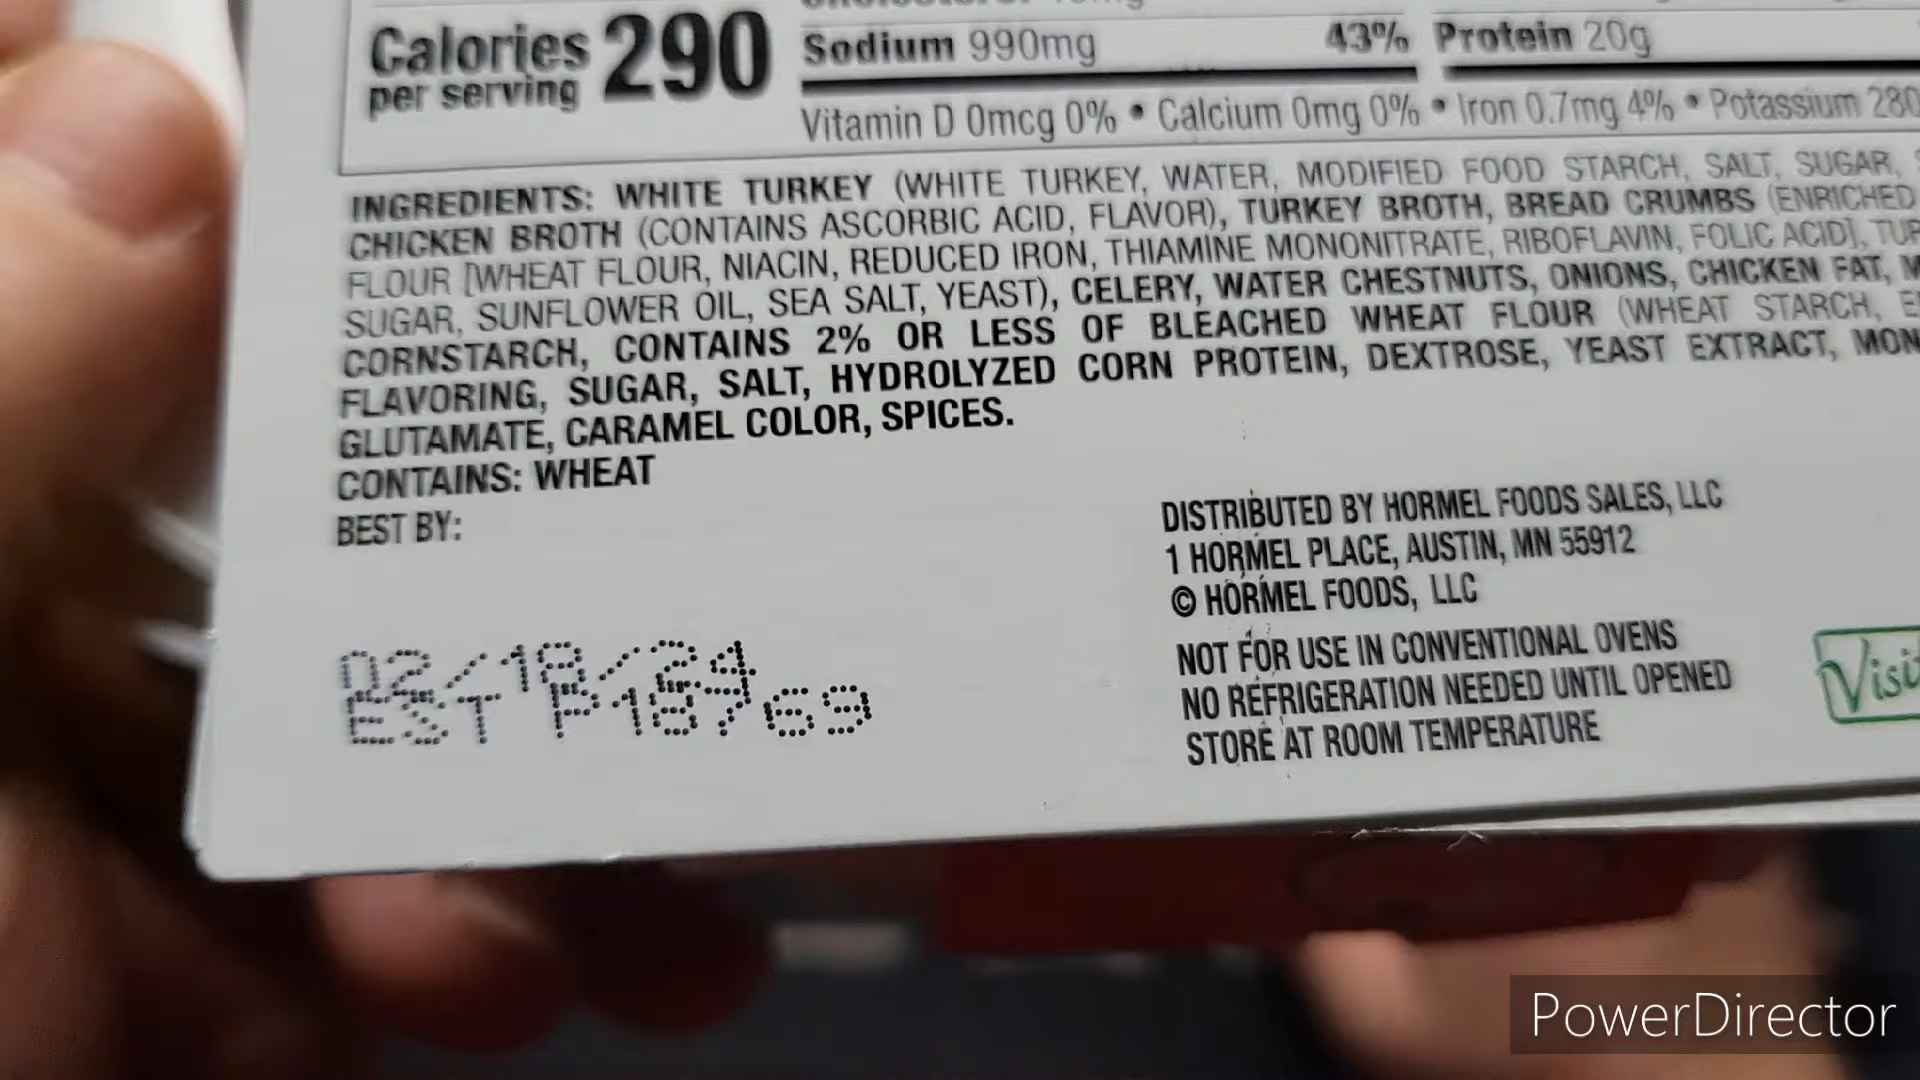 Calories 290
per serving
Sodium 990mg 43% Protein 20g
Vitamin D 0mcg 0% • Calcium 0mg 0% • Iron 0.7mg 4% • Potassium 280
INGREDIENTS: WHITE TURKEY (WHITE TURKEY, WATER, MODIFIED FOOD STARCH, SALT, SUGAR,
CHICKEN BROTH (CONTAINS ASCORBIC ACID, FLAVOR), TURKEY BROTH, BREAD CRUMBS (ENRICHED
FLOUR [WHEAT FLOUR, NIACIN, REDUCED IRON, THIAMINE MONONITRATE, RIBOFLAVIN, FOLIC ACID], TUR
SUGAR, SUNFLOWER OIL, SEA SALT, YEAST), CELERY, WATER CHESTNUTS, ONIONS, CHICKEN FAT, M
CORNSTARCH, CONTAINS 2% OR LESS OF BLEACHED WHEAT FLOUR (WHEAT STARCH, E
FLAVORING, SUGAR, SALT, HYDROLYZED CORN PROTEIN, DEXTROSE, YEAST EXTRACT, MON
GLUTAMATE, CARAMEL COLOR, SPICES.
CONTAINS: WHEAT
BEST BY:
02/18/24
EST P18769
DISTRIBUTED BY HORMEL FOODS SALES, LLC
1 HORMEL PLACE, AUSTIN, MN 55912
© HORMEL FOODS, LLC
NOT FOR USE IN CONVENTIONAL OVENS
NO REFRIGERATION NEEDED UNTIL OPENED
STORE AT ROOM TEMPERATURE
Visi
PowerDirector